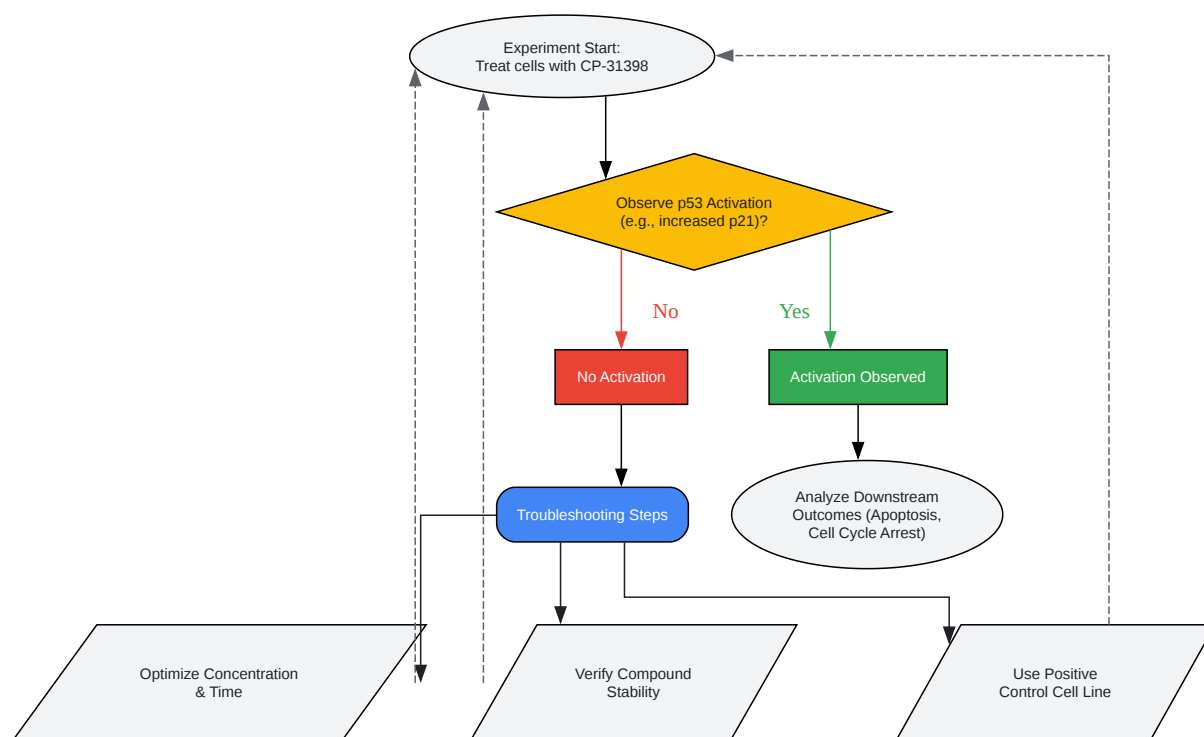 Experiment Start:
Treat cells with CP-31398
Observe p53 Activation
(e.g., increased p21)?
No
Yes
No Activation
Activation Observed
Troubleshooting Steps
Analyze Downstream
Outcomes (Apoptosis,
Cell Cycle Arrest)
Optimize Concentration
& Time
Verify Compound
Stability
Use Positive
Control Cell Line